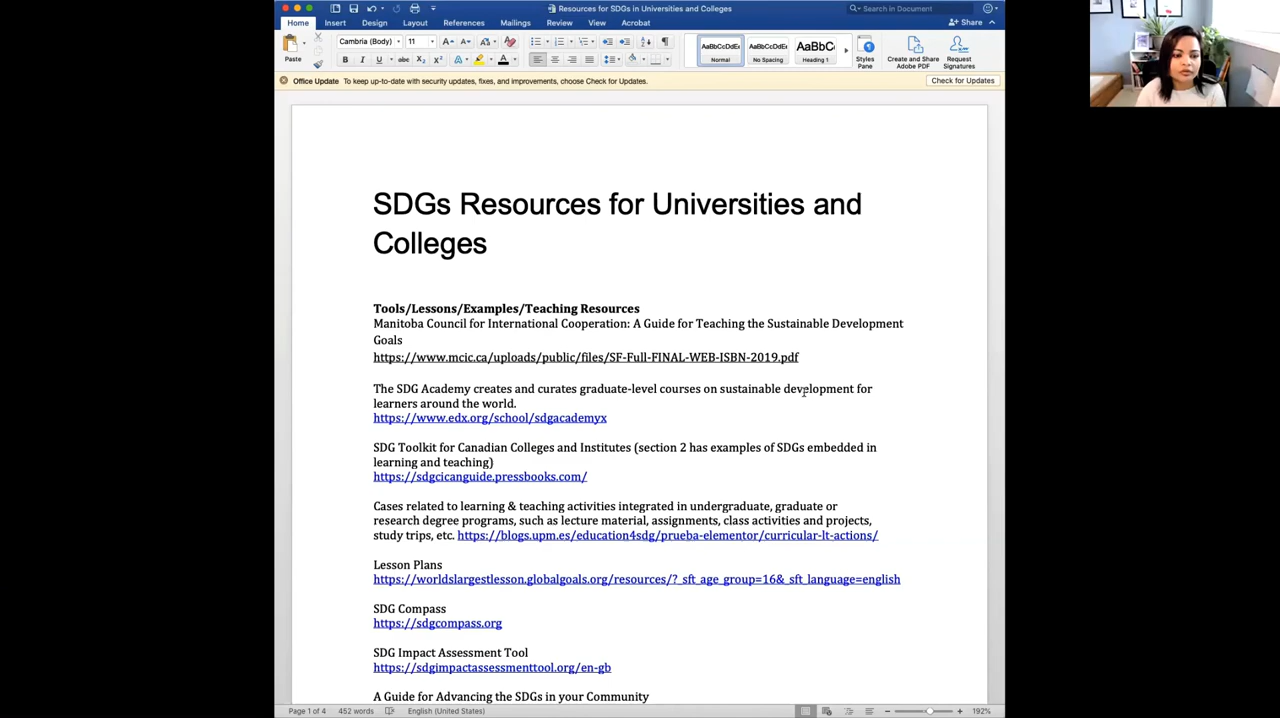 Resources for SDGs in Universities and Colleges
Search in Document
Home Insert Design Layout References Mailings Review View Acrobat
Share
Paste
Cambria (Body) 11
AaBbCcDdEe AaBbCcDdEe AaBbC
Normal No Spacing Heading 1
Styles Pane
Create and Share Adobe PDF
Request Signatures
Office Update To keep up-to-date with security updates, fixes, and improvements, choose Check for Updates.
Check for Updates
SDGs Resources for Universities and
Colleges
Tools/Lessons/Examples/Teaching Resources
Manitoba Council for International Cooperation: A Guide for Teaching the Sustainable Development
Goals
https://www.mcic.ca/uploads/public/files/SF-Full-FINAL-WEB-ISBN-2019.pdf
The SDG Academy creates and curates graduate-level courses on sustainable development for
learners around the world.
https://www.edx.org/school/sdgacademyx
SDG Toolkit for Canadian Colleges and Institutes (section 2 has examples of SDGs embedded in
learning and teaching)
https://sdgcicanguide.pressbooks.com/
Cases related to learning & teaching activities integrated in undergraduate, graduate or
research degree programs, such as lecture material, assignments, class activities and projects,
study trips, etc. https://blogs.upm.es/education4sdg/prueba-elementor/curricular-lt-actions/
Lesson Plans
https://worldslargestlesson.globalgoals.org/resources/?_sft_age_group=16&_sft_language=english
SDG Compass
https://sdgcompass.org
SDG Impact Assessment Tool
https://sdgimpactassessmenttool.org/en-gb
A Guide for Advancing the SDGs in your Community
Page 1 of 4 452 words English (United States) 192%